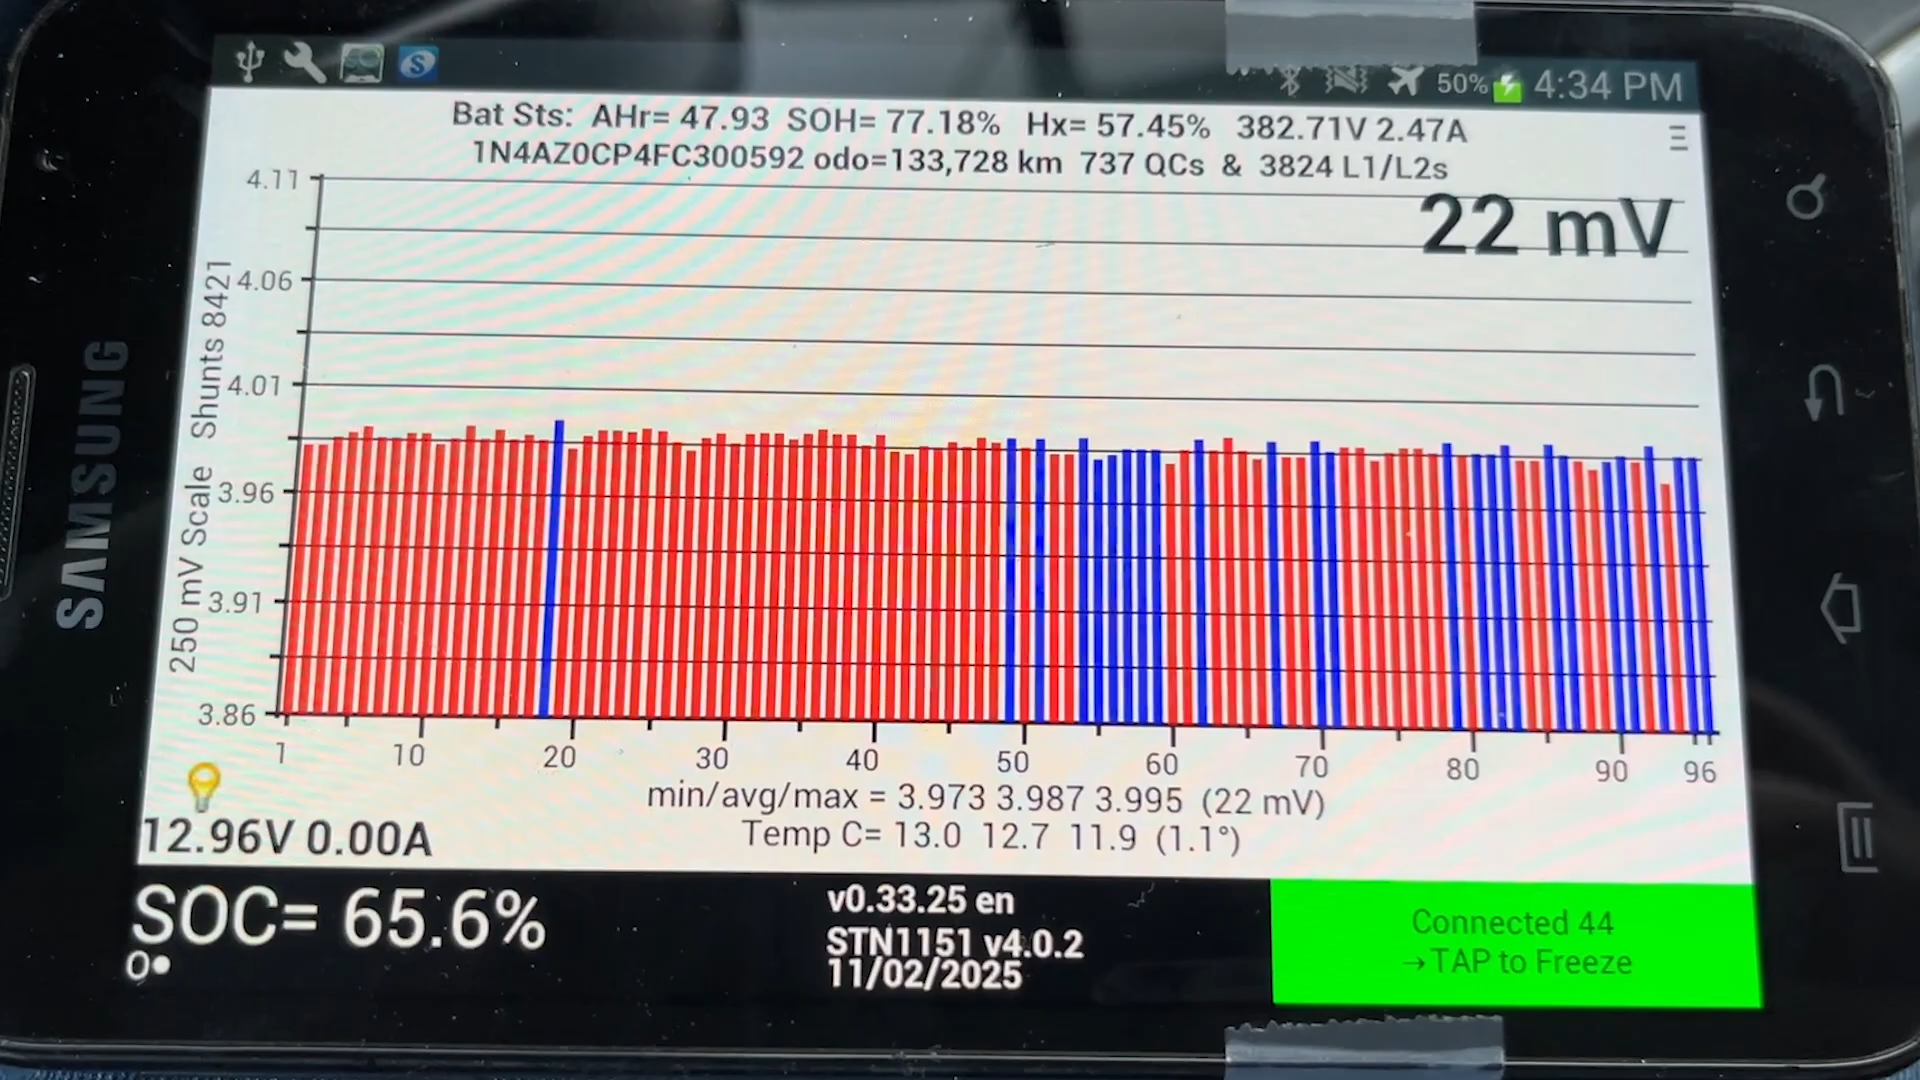 50% 4:34 PM
Bat Sts: AHr= 47.93 SOH= 77.18% Hx= 57.45% 382.71V 2.47A
1N4AZ0CP4FC300592 odo=133,728 km 737 QCs & 3824 L1/L2s
22 mV
4.11
4.06
4.01
3.96
3.91
3.86
250 mV Scale Shunts 8421
1 10 20 30 40 50 60 70 80 90 96
min/avg/max = 3.973 3.987 3.995 (22 mV)
Temp C= 13.0 12.7 11.9 (1.1°)
12.96V 0.00A
SOC= 65.6%
v0.33.25 en
STN1151 v4.0.2
11/02/2025
Connected 44
→TAP to Freeze
SAMSUNG